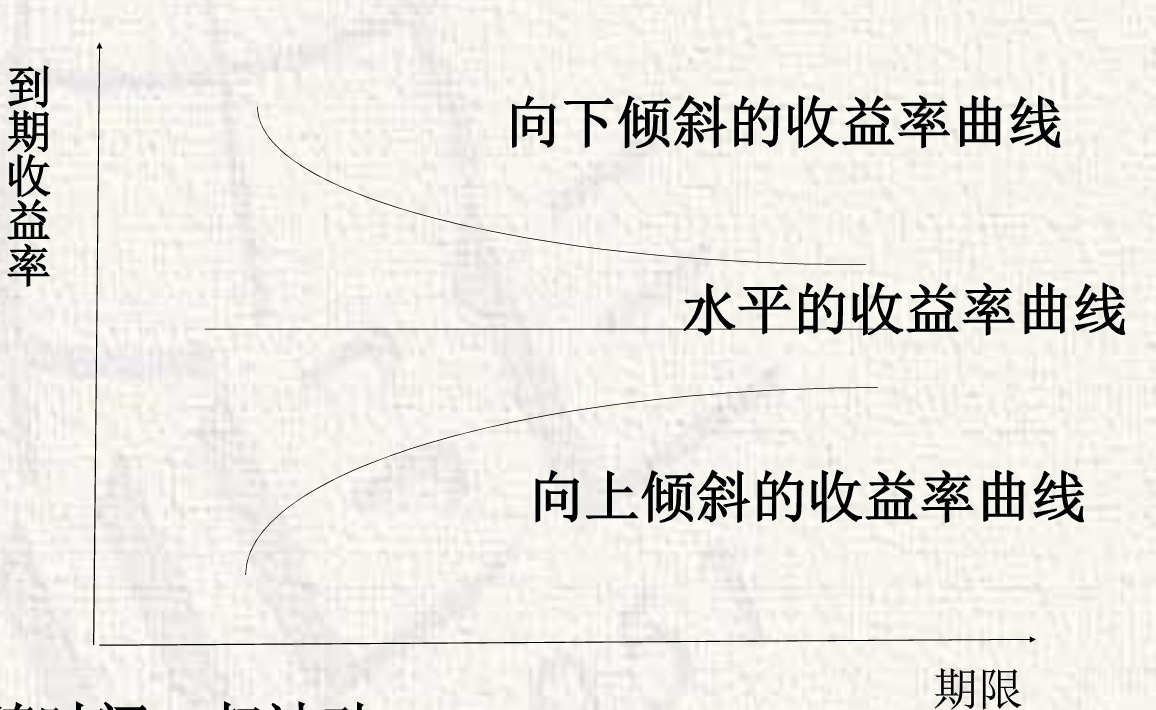 到期收益率
向下倾斜的收益率曲线
水平的收益率曲线
向上倾斜的收益率曲线
期限